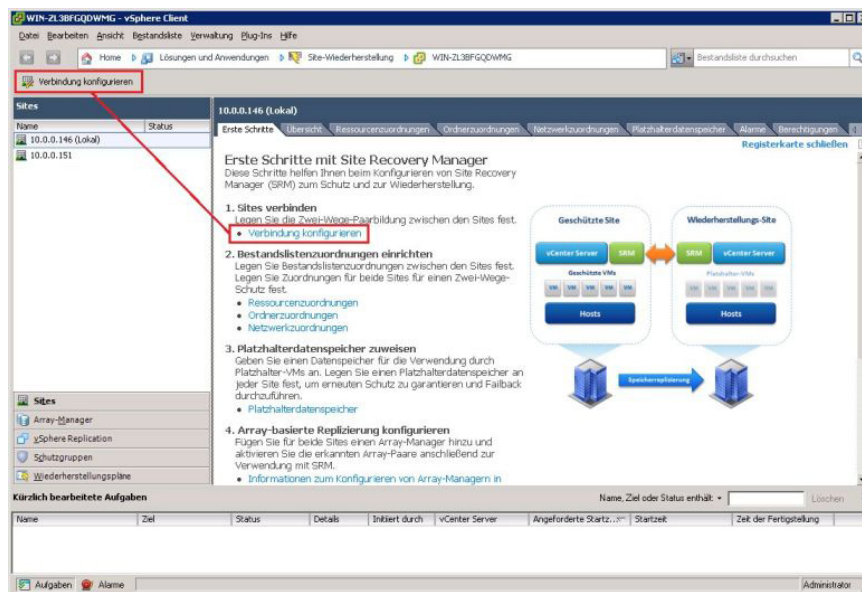 WIN-ZL3BFGQDWMG - vSphere Client
Datei Bearbeiten Ansicht Bestandsliste Verwaltung Plug-Ins Hilfe
Home Lösungen und Anwendungen Site-Wiederherstellung WIN-ZL3BFGQDWMG Bestandsliste durchsuchen
Verbindung konfigurieren
Sites
Name Status
10.0.0.146 (Lokal)
10.0.0.151
Sites
Array-Manager
vSphere Replication
Schutzgruppen
Wiederherstellungspläne
10.0.0.146 (Lokal)
Erste Schritte Übersicht Ressourcenzuordnungen Ordnerzuordnungen Netzwerkzuordnungen Platzhalterdatenspeicher Alarme Berechtigungen
Registerkarte schließen
Erste Schritte mit Site Recovery Manager
Diese Schritte helfen Ihnen beim Konfigurieren von Site Recovery
Manager (SRM) zum Schutz und zur Wiederherstellung.
1. Sites verbinden
Legen Sie die Zwei-Wege-Paarbildung zwischen den Sites fest.
• Verbindung konfigurieren
2. Bestandslistenzuordnungen einrichten
Legen Sie Bestandslistenzuordnungen zwischen den Sites fest.
Legen Sie Zuordnungen für beide Sites für einen Zwei-Wege-
Schutz fest.
• Ressourcenzuordnungen
• Ordnerzuordnungen
• Netzwerkzuordnungen
3. Platzhalterdatenspeicher zuweisen
Geben Sie einen Datenspeicher für die Verwendung durch
Platzhalter-VMs an. Legen Sie einen Platzhalterdatenspeicher an
jeder Site fest, um erneuten Schutz zu garantieren und Failback
durchzuführen.
• Platzhalterdatenspeicher
4. Array-basierte Replizierung konfigurieren
Fügen Sie für beide Sites einen Array-Manager hinzu und
aktivieren Sie die erkannten Array-Paare anschließend zur
Verwendung mit SRM.
• Informationen zum Konfigurieren von Array-Managern in
Geschützte Site
vCenter Server SRM
Geschützte VMs
VM VM VM VM VM
Hosts
Wiederherstellungs-Site
SRM vCenter Server
Platzhalter-VMs
VM VM VM VM VM
Hosts
Speicherreplizierung
Kürzlich bearbeitete Aufgaben
Name, Ziel oder Status enthält: Löschen
Name Ziel Status Details Initiiert durch vCenter Server Angeforderte Startz... Startzeit Zeit der Fertigstellung
Aufgaben Alarme Administrator